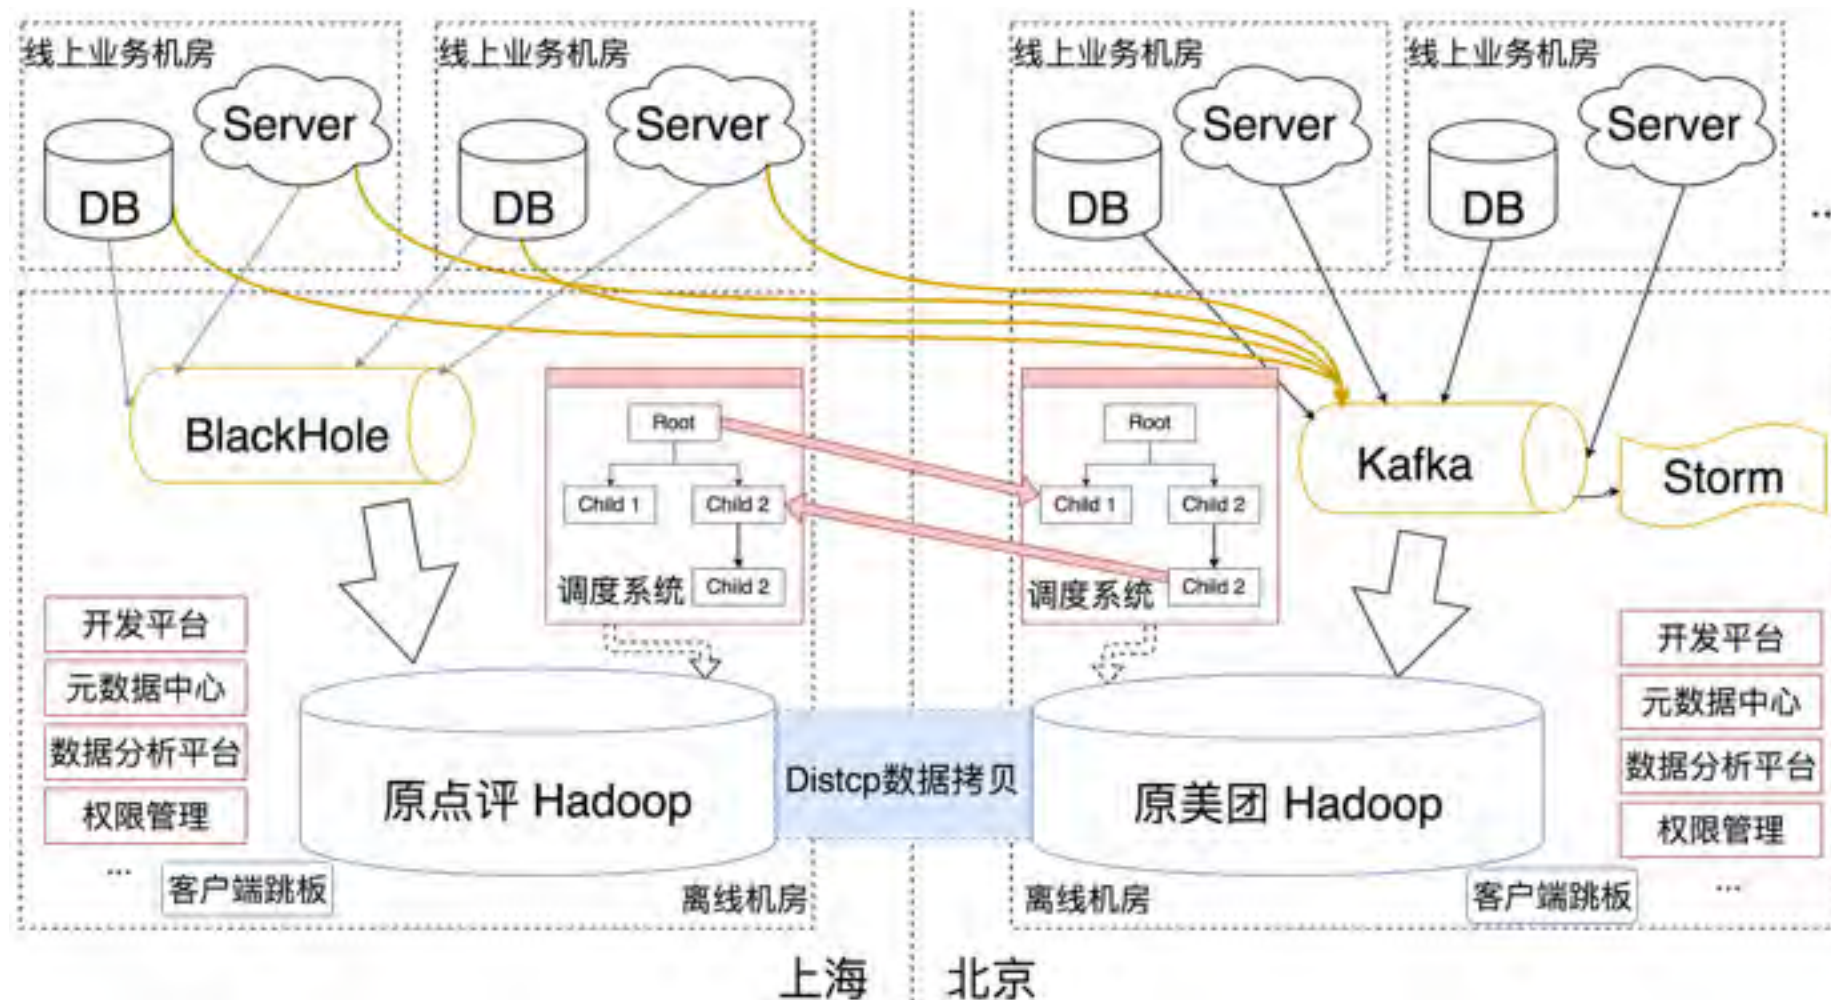 线上业务机房
Server
DB
线上业务机房
Server
DB
线上业务机房
Server
DB
线上业务机房
Server
DB
...
BlackHole
Root
Child 1
Child 2
Child 2
调度系统
Root
Child 1
Child 2
Child 2
调度系统
Kafka
Storm
开发平台
元数据中心
数据分析平台
权限管理
...
客户端跳板
原点评 Hadoop
离线机房
Distcp数据拷贝
原美团 Hadoop
离线机房
开发平台
元数据中心
数据分析平台
权限管理
...
客户端跳板
上海
北京